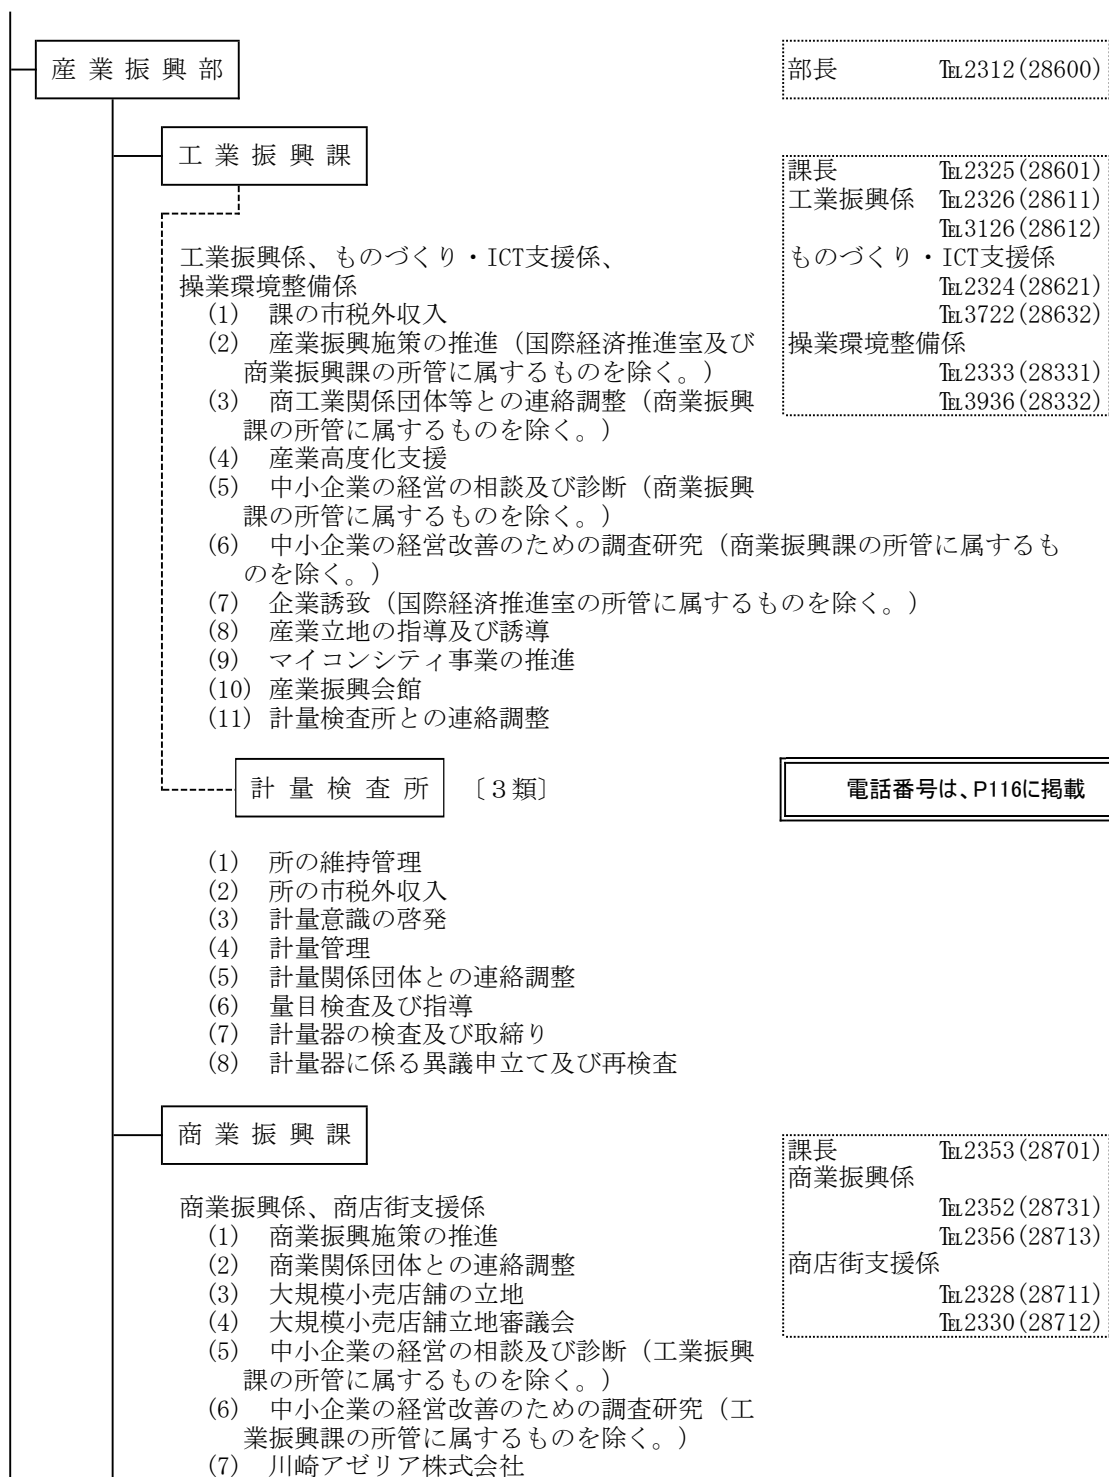 産業振興部
部長 ℡2312(28600)
工業振興課
課長 ℡2325(28601)
工業振興係 ℡2326(28611)
℡3126(28612)
ものづくり・ICT支援係
℡2324(28621)
℡3722(28632)
操業環境整備係
℡2333(28331)
℡3936(28332)
工業振興係、ものづくり・ICT支援係、
操業環境整備係
(1) 課の市税外収入
(2) 産業振興施策の推進（国際経済推進室及び
商業振興課の所管に属するものを除く。）
(3) 商工業関係団体等との連絡調整（商業振興
課の所管に属するものを除く。）
(4) 産業高度化支援
(5) 中小企業の経営の相談及び診断（商業振興
課の所管に属するものを除く。）
(6) 中小企業の経営改善のための調査研究（商業振興課の所管に属するも
のを除く。）
(7) 企業誘致（国際経済推進室の所管に属するものを除く。）
(8) 産業立地の指導及び誘導
(9) マイコンシティ事業の推進
(10) 産業振興会館
(11) 計量検査所との連絡調整
計量検査所 〔３類〕
電話番号は、P116に掲載
(1) 所の維持管理
(2) 所の市税外収入
(3) 計量意識の啓発
(4) 計量管理
(5) 計量関係団体との連絡調整
(6) 量目検査及び指導
(7) 計量器の検査及び取締り
(8) 計量器に係る異議申立て及び再検査
商業振興課
課長 ℡2353(28701)
商業振興係
℡2352(28731)
℡2356(28713)
商店街支援係
℡2328(28711)
℡2330(28712)
商業振興係、商店街支援係
(1) 商業振興施策の推進
(2) 商業関係団体との連絡調整
(3) 大規模小売店舗の立地
(4) 大規模小売店舗立地審議会
(5) 中小企業の経営の相談及び診断（工業振興
課の所管に属するものを除く。）
(6) 中小企業の経営改善のための調査研究（工
業振興課の所管に属するものを除く。）
(7) 川崎アゼリア株式会社